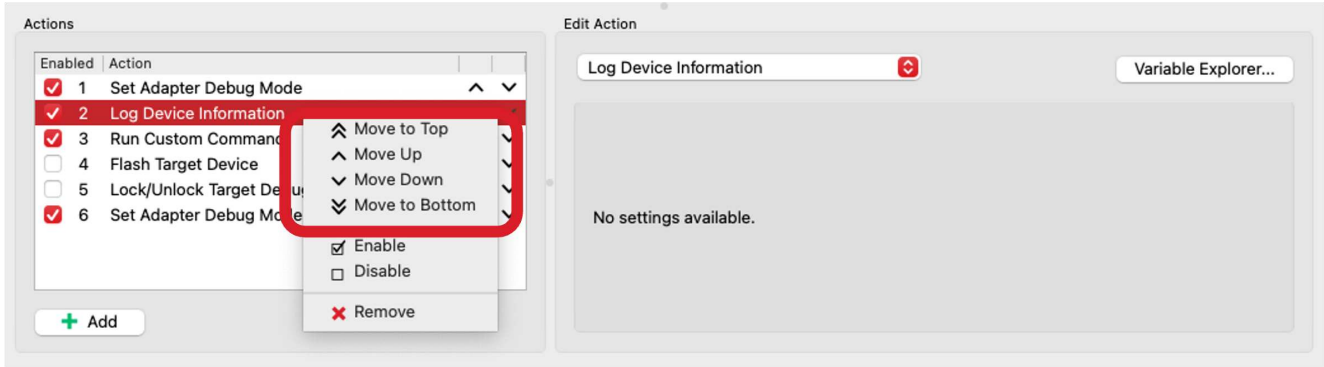 Actions
Enabled Action
1 Set Adapter Debug Mode
2 Log Device Information
3 Run Custom Command
4 Flash Target Device
5 Lock/Unlock Target Debug
6 Set Adapter Debug Mode
Move to Top
Move Up
Move Down
Move to Bottom
Enable
Disable
Remove
Add
Edit Action
Log Device Information
Variable Explorer...
No settings available.